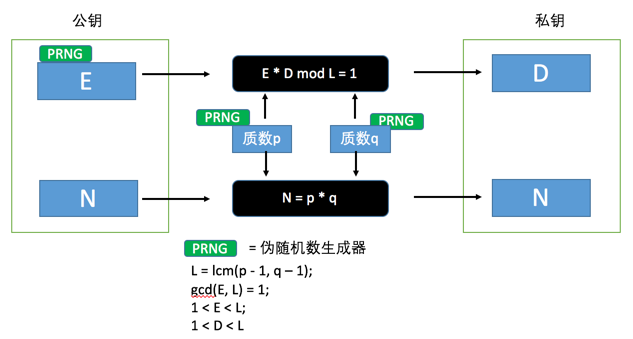 公钥
私钥
PRNG
E
E * D mod L = 1
D
PRNG
质数p
质数q
PRNG
N
N = p * q
N
PRNG = 伪随机数生成器
L = lcm(p - 1, q – 1);
gcd(E, L) = 1;
1 < E < L;
1 < D < L